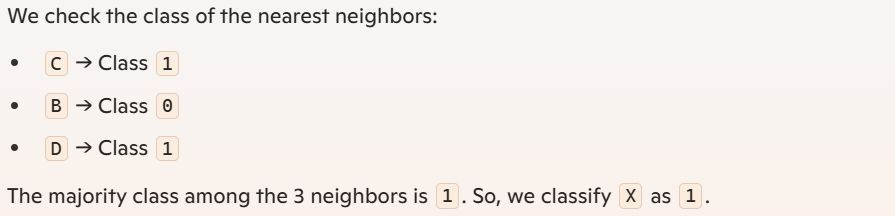 We check the class of the nearest neighbors:
• C → Class 1
• B → Class 0
• D → Class 1
The majority class among the 3 neighbors is 1. So, we classify X as 1.